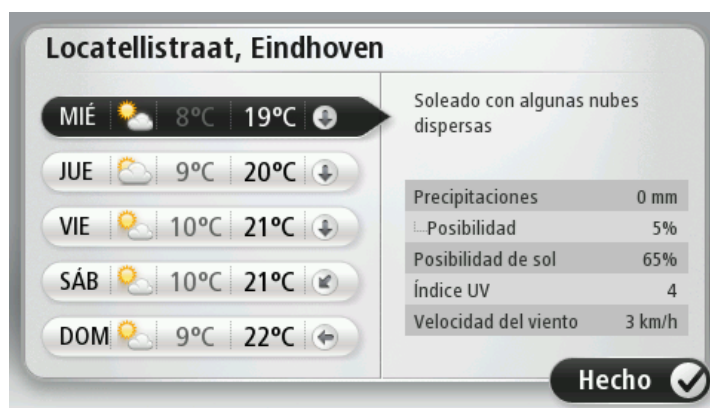 Locatellistraat, Eindhoven
MIÉ 8°C 19°C
JUE 9°C 20°C
VIE 10°C 21°C
SÁB 10°C 21°C
DOM 9°C 22°C
Soleado con algunas nubes
dispersas
Precipitaciones 0 mm
Posibilidad 5%
Posibilidad de sol 65%
Índice UV 4
Velocidad del viento 3 km/h
Hecho